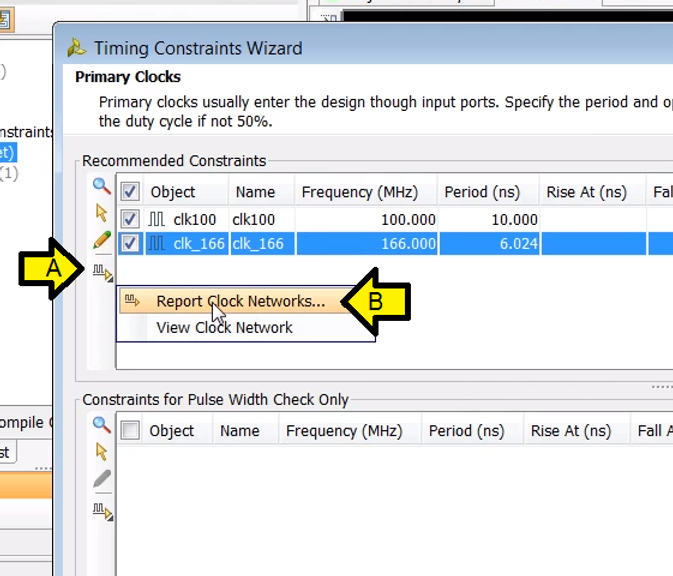 Timing Constraints Wizard
Primary Clocks
Primary clocks usually enter the design though input ports. Specify the period and op
the duty cycle if not 50%.
nstraints
et)
(1)
Recommended Constraints
Object Name Frequency (MHz) Period (ns) Rise At (ns) Fal
clk100 clk100 100.000 10.000
clk_166 clk_166 166.000 6.024
A
Report Clock Networks...
B
View Clock Network
Constraints for Pulse Width Check Only
ompile C
Object Name Frequency (MHz) Period (ns) Rise At (ns) Fall A
st